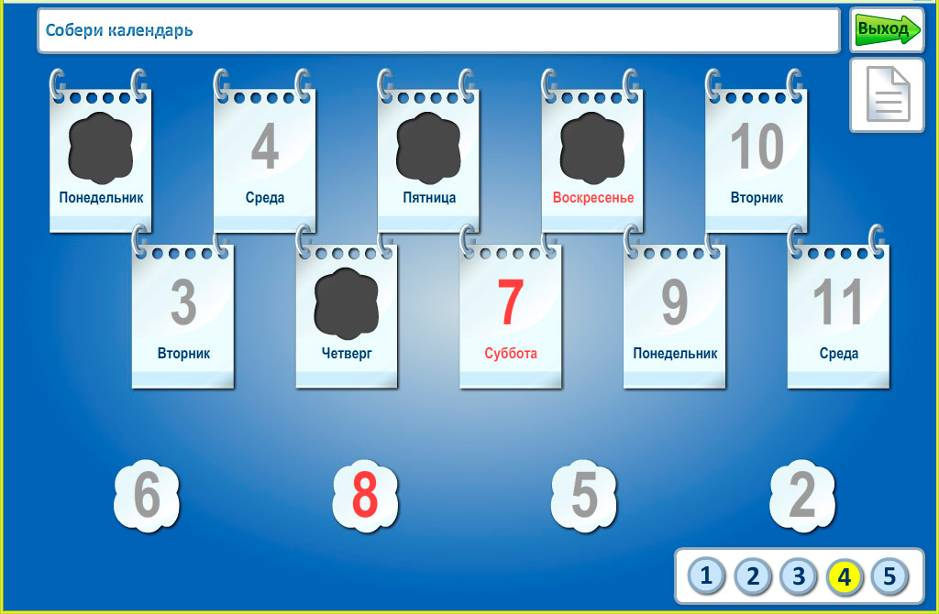 Собери календарь
Выход
Понедельник
4
Среда
Пятница
Воскресенье
10
Вторник
3
Вторник
Четверг
7
Суббота
9
Понедельник
11
Среда
6 8 5 2
1 2 3 4 5